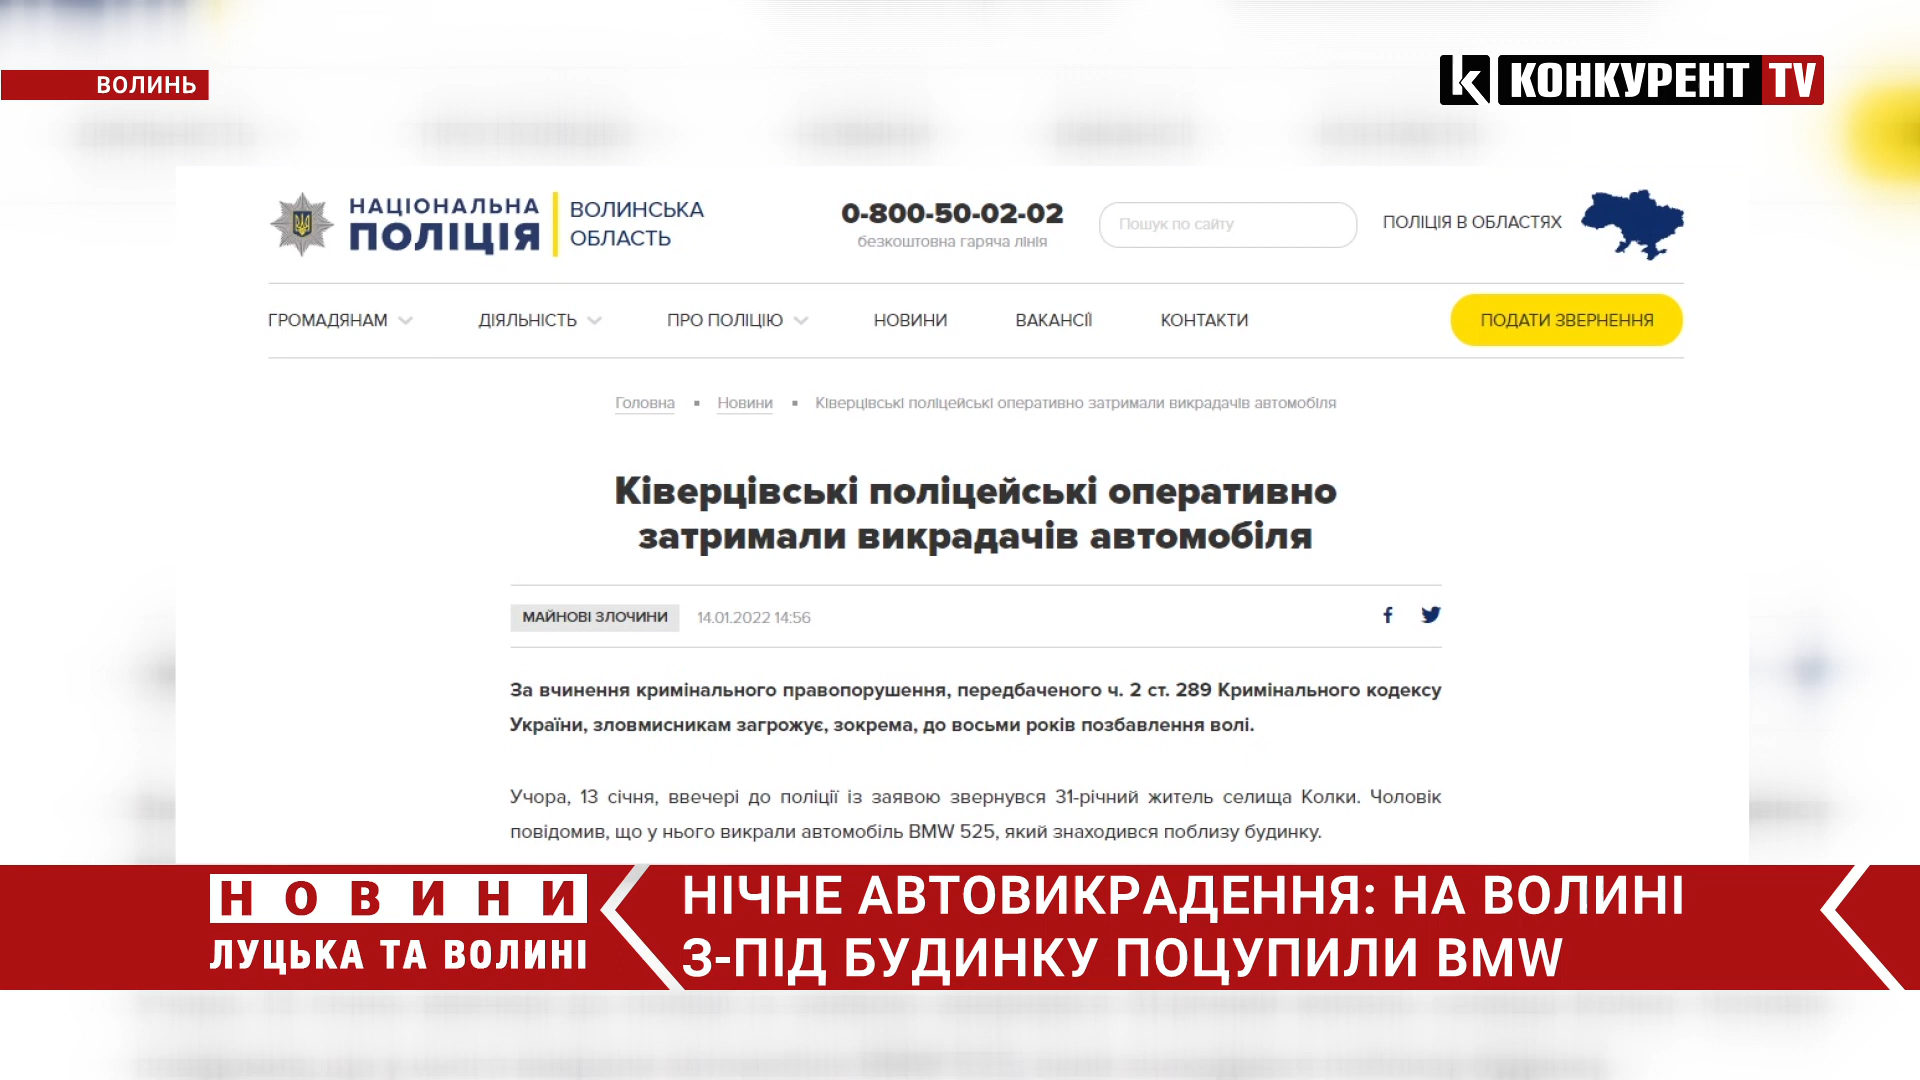 ВОЛИНЬ
k КОНКУРЕНТ TV
НАЦІОНАЛЬНА
ПОЛІЦІЯ
ВОЛИНСЬКА
ОБЛАСТЬ
0-800-50-02-02
безкоштовна гаряча лінія
Пошук по сайту
ПОЛІЦІЯ В ОБЛАСТЯХ
ГРОМАДЯНАМ ДІЯЛЬНІСТЬ ПРО ПОЛІЦІЮ НОВИНИ ВАКАНСІЇ КОНТАКТИ ПОДАТИ ЗВЕРНЕННЯ
Головна ▪ Новини ▪ Ківерцівські поліцейські оперативно затримали викрадачів автомобіля
Ківерцівські поліцейські оперативно
затримали викрадачів автомобіля
МАЙНОВІ ЗЛОЧИНИ 14.01.2022 14:56
За вчинення кримінального правопорушення, передбаченого ч. 2 ст. 289 Кримінального кодексу
України, зловмисникам загрожує, зокрема, до восьми років позбавлення волі.
Учора, 13 січня, ввечері до поліції із заявою звернувся 31-річний житель селища Колки. Чоловік
повідомив, що у нього викрали автомобіль BMW 525, який знаходився поблизу будинку.
НОВИНИ
ЛУЦЬКА ТА ВОЛИНІ
НІЧНЕ АВТОВИКРАДЕННЯ: НА ВОЛИНІ
З-ПІД БУДИНКУ ПОЦУПИЛИ BMW